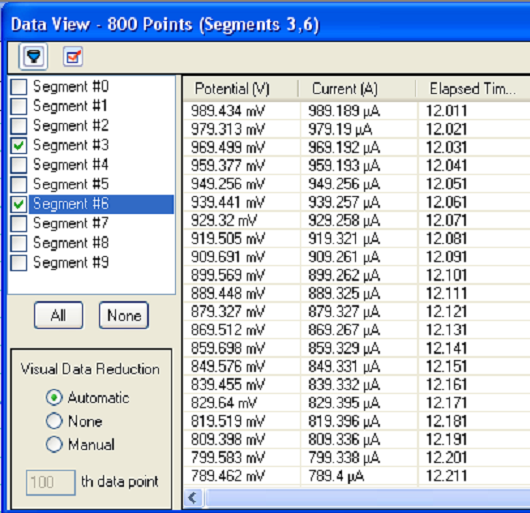 Data View - 800 Points (Segments 3,6)
Segment #0
Segment #1
Segment #2
Segment #3
Segment #4
Segment #5
Segment #6
Segment #7
Segment #8
Segment #9
All None
Visual Data Reduction
Automatic
None
Manual
100 th data point
Potential (V) Current (A) Elapsed Tim...
989.434 mV 989.189 µA 12.011
979.313 mV 979.19 µA 12.021
969.499 mV 969.192 µA 12.031
959.377 mV 959.193 µA 12.041
949.256 mV 949.256 µA 12.051
939.441 mV 939.257 µA 12.061
929.32 mV 929.258 µA 12.071
919.505 mV 919.321 µA 12.081
909.691 mV 909.261 µA 12.091
899.569 mV 899.262 µA 12.101
889.448 mV 889.325 µA 12.111
879.327 mV 879.327 µA 12.121
869.512 mV 869.267 µA 12.131
859.698 mV 859.329 µA 12.141
849.576 mV 849.331 µA 12.151
839.455 mV 839.332 µA 12.161
829.64 mV 829.395 µA 12.171
819.519 mV 819.396 µA 12.181
809.398 mV 809.336 µA 12.191
799.583 mV 799.338 µA 12.201
789.462 mV 789.4 µA 12.211